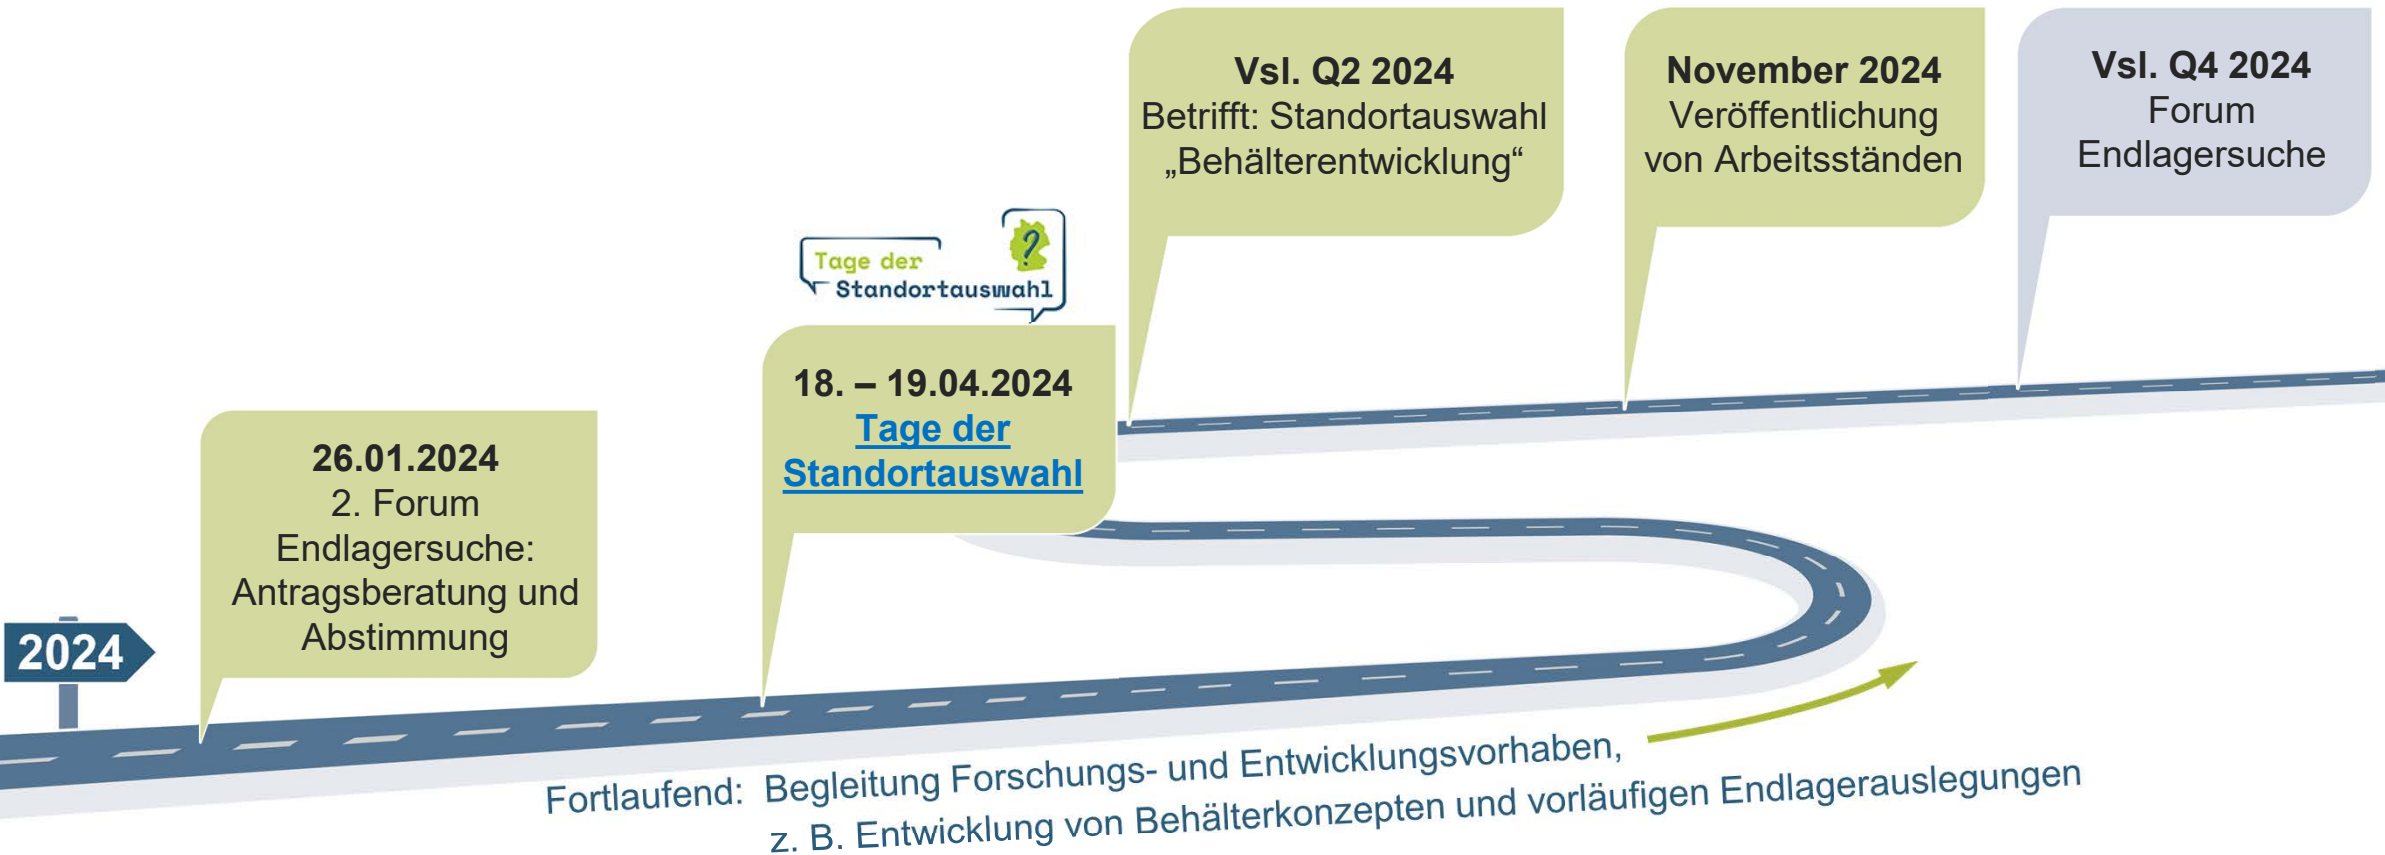 2024
26.01.2024
2. Forum
Endlagersuche:
Antragsberatung und
Abstimmung
Tage der
Standortauswahl
18. – 19.04.2024
Tage der
Standortauswahl
Vsl. Q2 2024
Betrifft: Standortauswahl
„Behälterentwicklung“
November 2024
Veröffentlichung
von Arbeitsständen
Vsl. Q4 2024
Forum
Endlagersuche
Fortlaufend: Begleitung Forschungs- und Entwicklungsvorhaben,
z. B. Entwicklung von Behälterkonzepten und vorläufigen Endlagerauslegungen